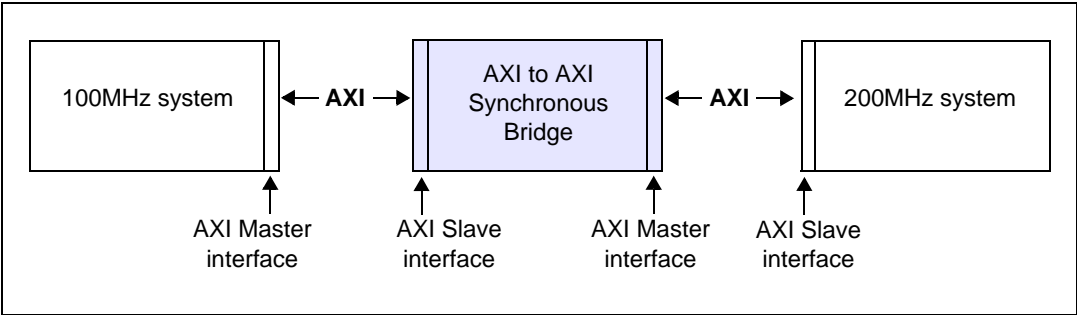 100MHz system
AXI
AXI to AXI
Synchronous
Bridge
AXI
200MHz system
AXI Master
interface
AXI Slave
interface
AXI Master
interface
AXI Slave
interface